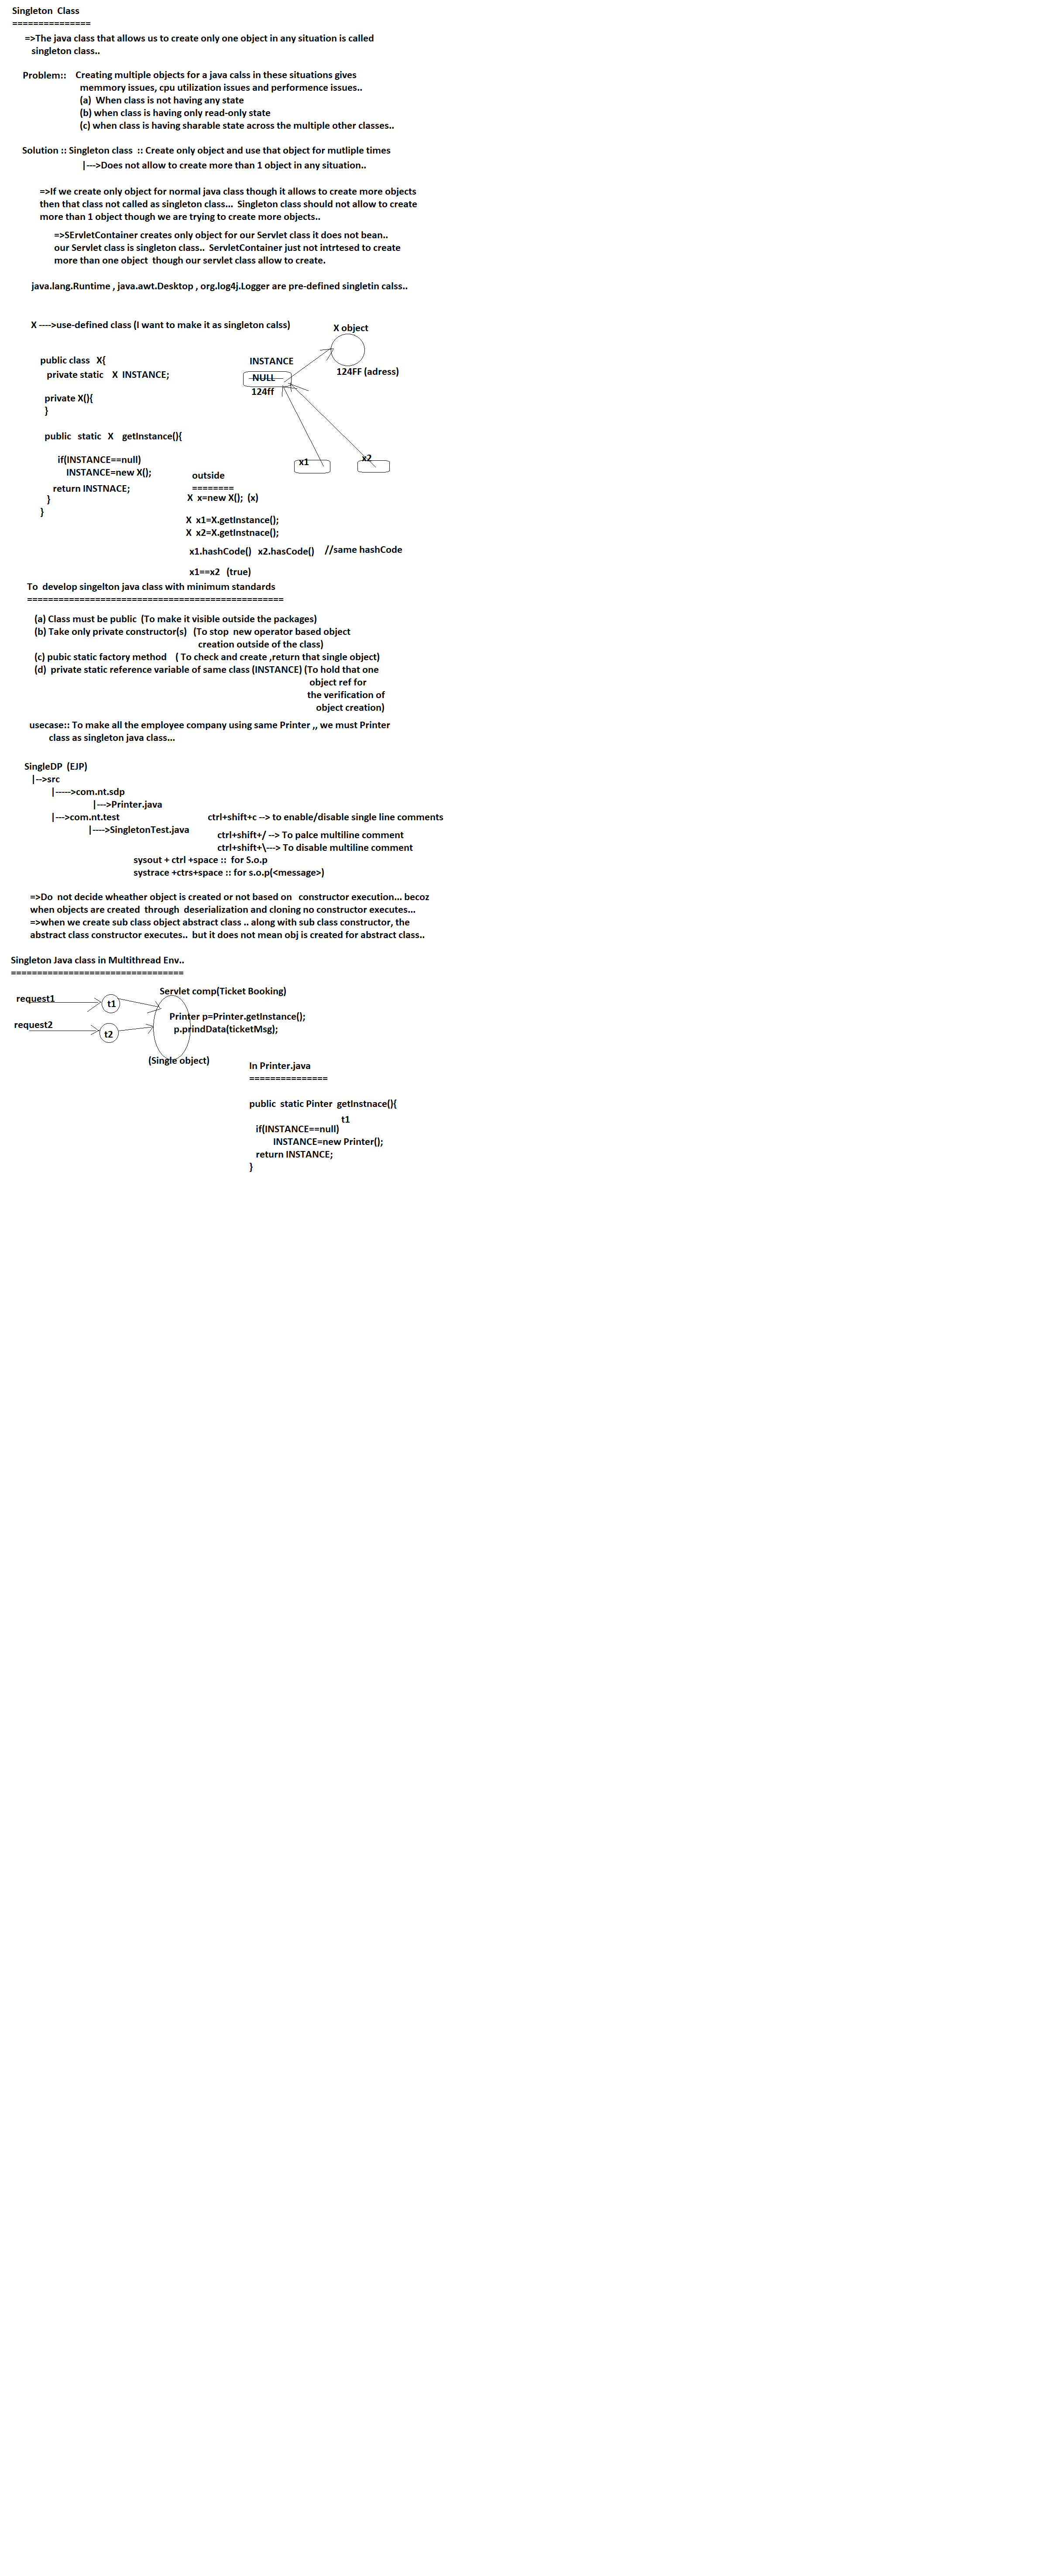 Singleton Class
===============
=>The java class that allows us to create only one object in any situation is called
singleton class..
Problem:: Creating multiple objects for a java calss in these situations gives
memmory issues, cpu utilization issues and performence issues..
(a) When class is not having any state
(b) when class is having only read-only state
(c) when class is having sharable state across the multiple other classes..
Solution :: Singleton class :: Create only object and use that object for mutliple times
|--->Does not allow to create more than 1 object in any situation..
=>If we create only object for normal java class though it allows to create more objects
then that class not called as singleton class... Singleton class should not allow to create
more than 1 object though we are trying to create more objects..
=>SErvletContainer creates only object for our Servlet class it does not bean..
our Servlet class is singleton class.. ServletContainer just not intrtesed to create
more than one object though our servlet class allow to create.
java.lang.Runtime , java.awt.Desktop , org.log4j.Logger are pre-defined singletin calss..
X ---->use-defined class (I want to make it as singleton calss)
X object
124FF (adress)
INSTANCE
NULL
124ff
x1
x2
public class X{
private static X INSTANCE;
private X(){
}
public static X getInstance(){
if(INSTANCE==null)
INSTANCE=new X();
return INSTNACE;
}
}
outside
========
X x=new X(); (x)
X x1=X.getInstance();
X x2=X.getInstnace();
x1.hashCode() x2.hasCode() //same hashCode
x1==x2 (true)
To develop singelton java class with minimum standards
=================================================
(a) Class must be public (To make it visible outside the packages)
(b) Take only private constructor(s) (To stop new operator based object
creation outside of the class)
(c) pubic static factory method ( To check and create ,return that single object)
(d) private static reference variable of same class (INSTANCE) (To hold that one
object ref for
the verification of
object creation)
usecase:: To make all the employee company using same Printer ,, we must Printer
class as singleton java class...
SingleDP (EJP)
|-->src
|----->com.nt.sdp
|--->Printer.java
|--->com.nt.test
|---->SingletonTest.java
ctrl+shift+c --> to enable/disable single line comments
ctrl+shift+/ --> To palce multiline comment
ctrl+shift+\---> To disable multiline comment
sysout + ctrl +space :: for S.o.p
systrace +ctrs+space :: for s.o.p(<message>)
=>Do not decide wheather object is created or not based on constructor execution... becoz
when objects are created through deserialization and cloning no constructor executes...
=>when we create sub class object abstract class .. along with sub class constructor, the
abstract class constructor executes.. but it does not mean obj is created for abstract class..
Singleton Java class in Multithread Env..
=================================
request1
t1
request2
t2
Servlet comp(Ticket Booking)
Printer p=Printer.getInstance();
p.prindData(ticketMsg);
(Single object)
In Printer.java
===============
public static Pinter getInstnace(){
t1
if(INSTANCE==null)
INSTANCE=new Printer();
return INSTANCE;
}